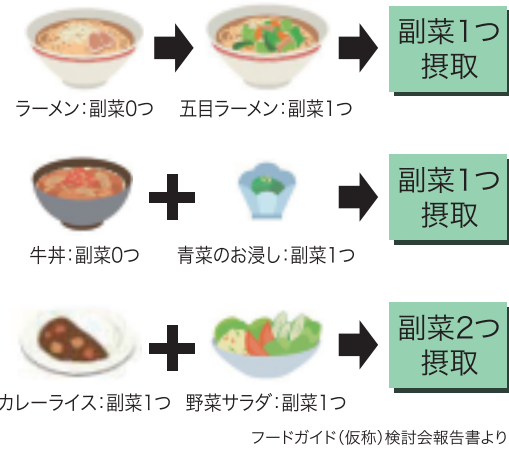 副菜1つ
摂取
ラーメン:副菜0つ 五目ラーメン:副菜1つ
副菜1つ
摂取
牛丼:副菜0つ 青菜のお浸し:副菜1つ
副菜2つ
摂取
カレーライス:副菜1つ 野菜サラダ:副菜1つ
フードガイド(仮称)検討会報告書より